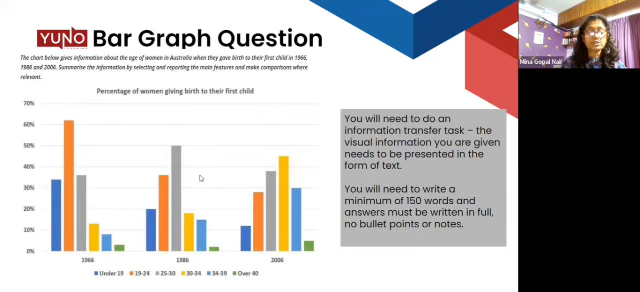 YUNO Bar Graph Question
The chart below gives information about the age of women in Australia when they gave birth to their first child in 1966,
1986 and 2006. Summarise the information by selecting and reporting the main features and make comparisons where
relevant.
Percentage of women giving birth to their first child
70%
60%
50%
40%
30%
20%
10%
0%
1966 1986 2006
Under 19 19-24 25-30 30-34 34-39 Over 40
You will need to do an
information transfer task – the
visual information you are given
needs to be presented in the
form of text.
You will need to write a
minimum of 150 words and
answers must be written in full,
no bullet points or notes.
Mina Gopal Nair